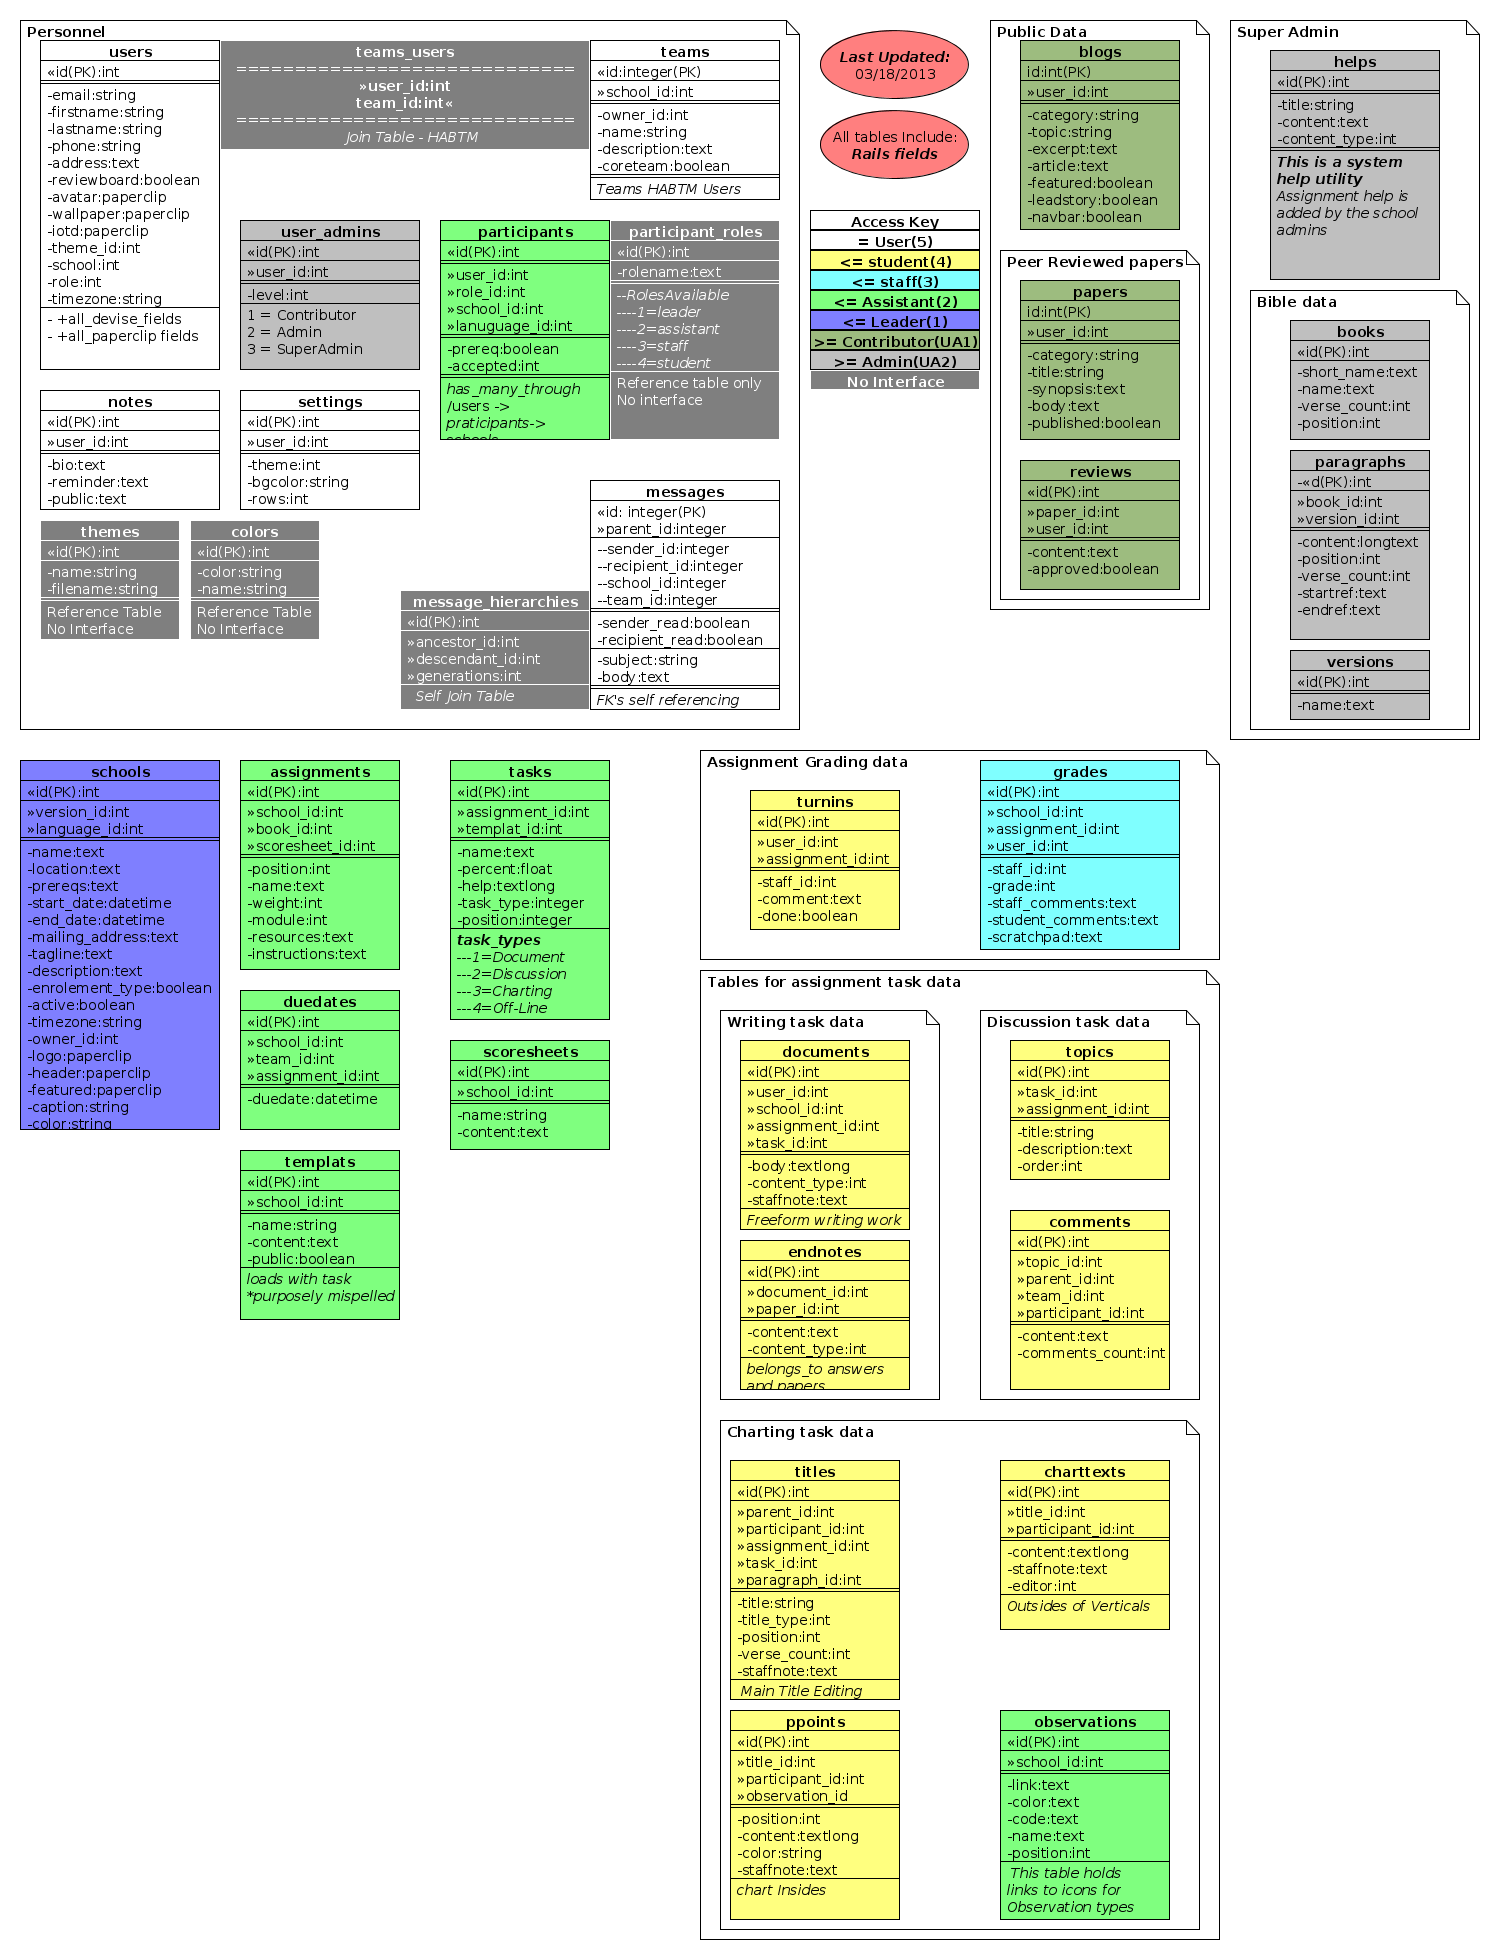 Personnel
users
«id(PK):int
-email:string
-firstname:string
-lastname:string
-phone:string
-address:text
-reviewboard:boolean
-avatar:paperclip
-wallpaper:paperclip
-iotd:paperclip
-theme_id:int
-school:int
-role:int
-timezone:string
- +all_devise_fields
- +all_paperclip fields
teams_users
=============================
»user_id:int
team_id:int«
=============================
Join Table - HABTM
teams
«id:integer(PK)
»school_id:int
-owner_id:int
-name:string
-description:text
-coreteam:boolean
Teams HABTM Users
user_admins
«id(PK):int
»user_id:int
-level:int
1 = Contributor
2 = Admin
3 = SuperAdmin
participants
«id(PK):int
»user_id:int
»role_id:int
»school_id:int
»lanuguage_id:int
-prereq:boolean
-accepted:int
has_many_through
/users ->
praticipants->
schools
participant_roles
«id(PK):int
-rolename:text
--RolesAvailable
----1=leader
----2=assistant
----3=staff
----4=student
Reference table only
No interface
notes
«id(PK):int
»user_id:int
-bio:text
-reminder:text
-public:text
settings
«id(PK):int
»user_id:int
-theme:int
-bgcolor:string
-rows:int
themes
«id(PK):int
-name:string
-filename:string
Reference Table
No Interface
colors
«id(PK):int
-color:string
-name:string
Reference Table
No Interface
message_hierarchies
«id(PK):int
»ancestor_id:int
»descendant_id:int
»generations:int
Self Join Table
messages
«id: integer(PK)
»parent_id:integer
--sender_id:integer
--recipient_id:integer
--school_id:integer
--team_id:integer
-sender_read:boolean
-recipient_read:boolean
-subject:string
-body:text
FK's self referencing
Last Updated:
03/18/2013
All tables Include:
Rails fields
Access Key
= User(5)
<= student(4)
<= staff(3)
<= Assistant(2)
<= Leader(1)
>= Contributor(UA1)
>= Admin(UA2)
No Interface
Public Data
blogs
id:int(PK)
»user_id:int
-category:string
-topic:string
-excerpt:text
-article:text
-featured:boolean
-leadstory:boolean
-navbar:boolean
Peer Reviewed papers
papers
id:int(PK)
»user_id:int
-category:string
-title:string
-synopsis:text
-body:text
-published:boolean
reviews
«id(PK):int
»paper_id:int
»user_id:int
-content:text
-approved:boolean
Super Admin
helps
«id(PK):int
-title:string
-content:text
-content_type:int
This is a system
help utility
Assignment help is
added by the school
admins
Bible data
books
«id(PK):int
-short_name:text
-name:text
-verse_count:int
-position:int
paragraphs
-«d(PK):int
»book_id:int
»version_id:int
-content:longtext
-position:int
-verse_count:int
-startref:text
-endref:text
versions
«id(PK):int
-name:text
schools
«id(PK):int
»version_id:int
»language_id:int
-name:text
-location:text
-prereqs:text
-start_date:datetime
-end_date:datetime
-mailing_address:text
-tagline:text
-description:text
-enrolement_type:boolean
-active:boolean
-timezone:string
-owner_id:int
-logo:paperclip
-header:paperclip
-featured:paperclip
-caption:string
-color:string
assignments
«id(PK):int
»school_id:int
»book_id:int
»scoresheet_id:int
-position:int
-name:text
-weight:int
-module:int
-resources:text
-instructions:text
duedates
«id(PK):int
»school_id:int
»team_id:int
»assignment_id:int
-duedate:datetime
templats
«id(PK):int
»school_id:int
-name:string
-content:text
-public:boolean
loads with task
*purposely mispelled
tasks
«id(PK):int
»assignment_id:int
»templat_id:int
-name:text
-percent:float
-help:textlong
-task_type:integer
-position:integer
task_types
---1=Document
---2=Discussion
---3=Charting
---4=Off-Line
scoresheets
«id(PK):int
»school_id:int
-name:string
-content:text
Assignment Grading data
turnins
«id(PK):int
»user_id:int
»assignment_id:int
-staff_id:int
-comment:text
-done:boolean
grades
«id(PK):int
»school_id:int
»assignment_id:int
»user_id:int
-staff_id:int
-grade:int
-staff_comments:text
-student_comments:text
-scratchpad:text
Tables for assignment task data
Writing task data
documents
«id(PK):int
»user_id:int
»school_id:int
»assignment_id:int
»task_id:int
-body:textlong
-content_type:int
-staffnote:text
Freeform writing work
endnotes
«id(PK):int
»document_id:int
»paper_id:int
-content:text
-content_type:int
belongs_to answers
and papers
Discussion task data
topics
«id(PK):int
»task_id:int
»assignment_id:int
-title:string
-description:text
-order:int
comments
«id(PK):int
»topic_id:int
»parent_id:int
»team_id:int
»participant_id:int
-content:text
-comments_count:int
Charting task data
titles
«id(PK):int
»parent_id:int
»participant_id:int
»assignment_id:int
»task_id:int
»paragraph_id:int
-title:string
-title_type:int
-position:int
-verse_count:int
-staffnote:text
Main Title Editing
charttexts
«id(PK):int
»title_id:int
»participant_id:int
-content:textlong
-staffnote:text
-editor:int
Outsides of Verticals
ppoints
«id(PK):int
»title_id:int
»participant_id:int
»observation_id
-position:int
-content:textlong
-color:string
-staffnote:text
chart Insides
observations
«id(PK):int
»school_id:int
-link:text
-color:text
-code:text
-name:text
-position:int
This table holds
links to icons for
Observation types